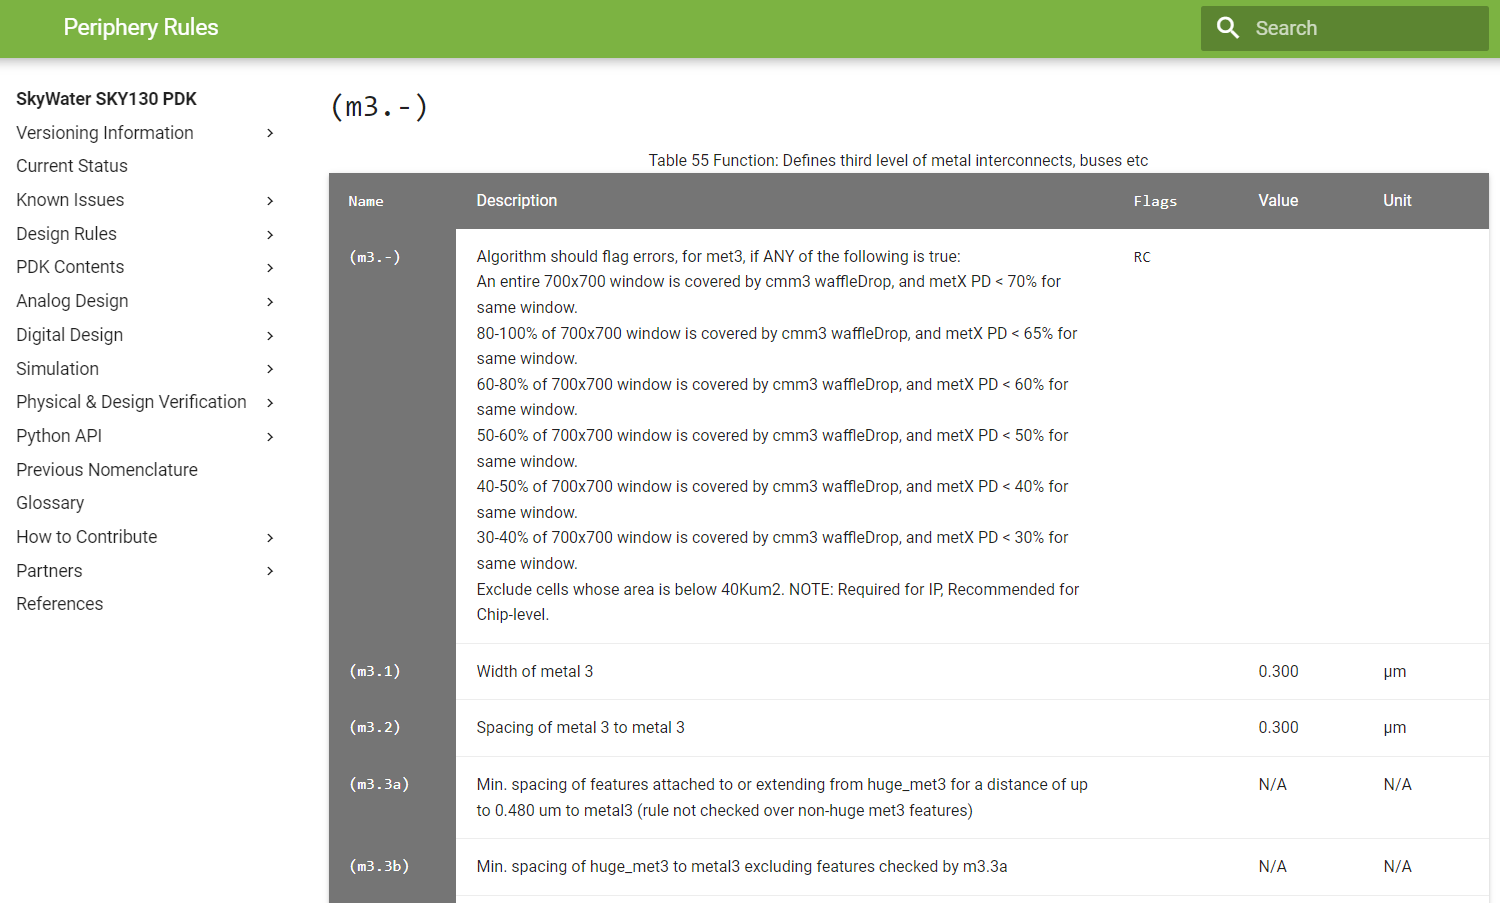 Periphery Rules
Search
SkyWater SKY130 PDK
Versioning Information
Current Status
Known Issues
Design Rules
PDK Contents
Analog Design
Digital Design
Simulation
Physical & Design Verification
Python API
Previous Nomenclature
Glossary
How to Contribute
Partners
References
(m3.-)
Table 55 Function: Defines third level of metal interconnects, buses etc
Name Description Flags Value Unit
(m3.-) Algorithm should flag errors, for met3, if ANY of the following is true: RC
An entire 700x700 window is covered by cmm3 waffleDrop, and metX PD < 70% for
same window.
80-100% of 700x700 window is covered by cmm3 waffleDrop, and metX PD < 65% for
same window.
60-80% of 700x700 window is covered by cmm3 waffleDrop, and metX PD < 60% for
same window.
50-60% of 700x700 window is covered by cmm3 waffleDrop, and metX PD < 50% for
same window.
40-50% of 700x700 window is covered by cmm3 waffleDrop, and metX PD < 40% for
same window.
30-40% of 700x700 window is covered by cmm3 waffleDrop, and metX PD < 30% for
same window.
Exclude cells whose area is below 40Kum2. NOTE: Required for IP, Recommended for
Chip-level.
(m3.1) Width of metal 3 0.300 µm
(m3.2) Spacing of metal 3 to metal 3 0.300 µm
(m3.3a) Min. spacing of features attached to or extending from huge_met3 for a distance of up N/A N/A
to 0.480 um to metal3 (rule not checked over non-huge met3 features)
(m3.3b) Min. spacing of huge_met3 to metal3 excluding features checked by m3.3a N/A N/A